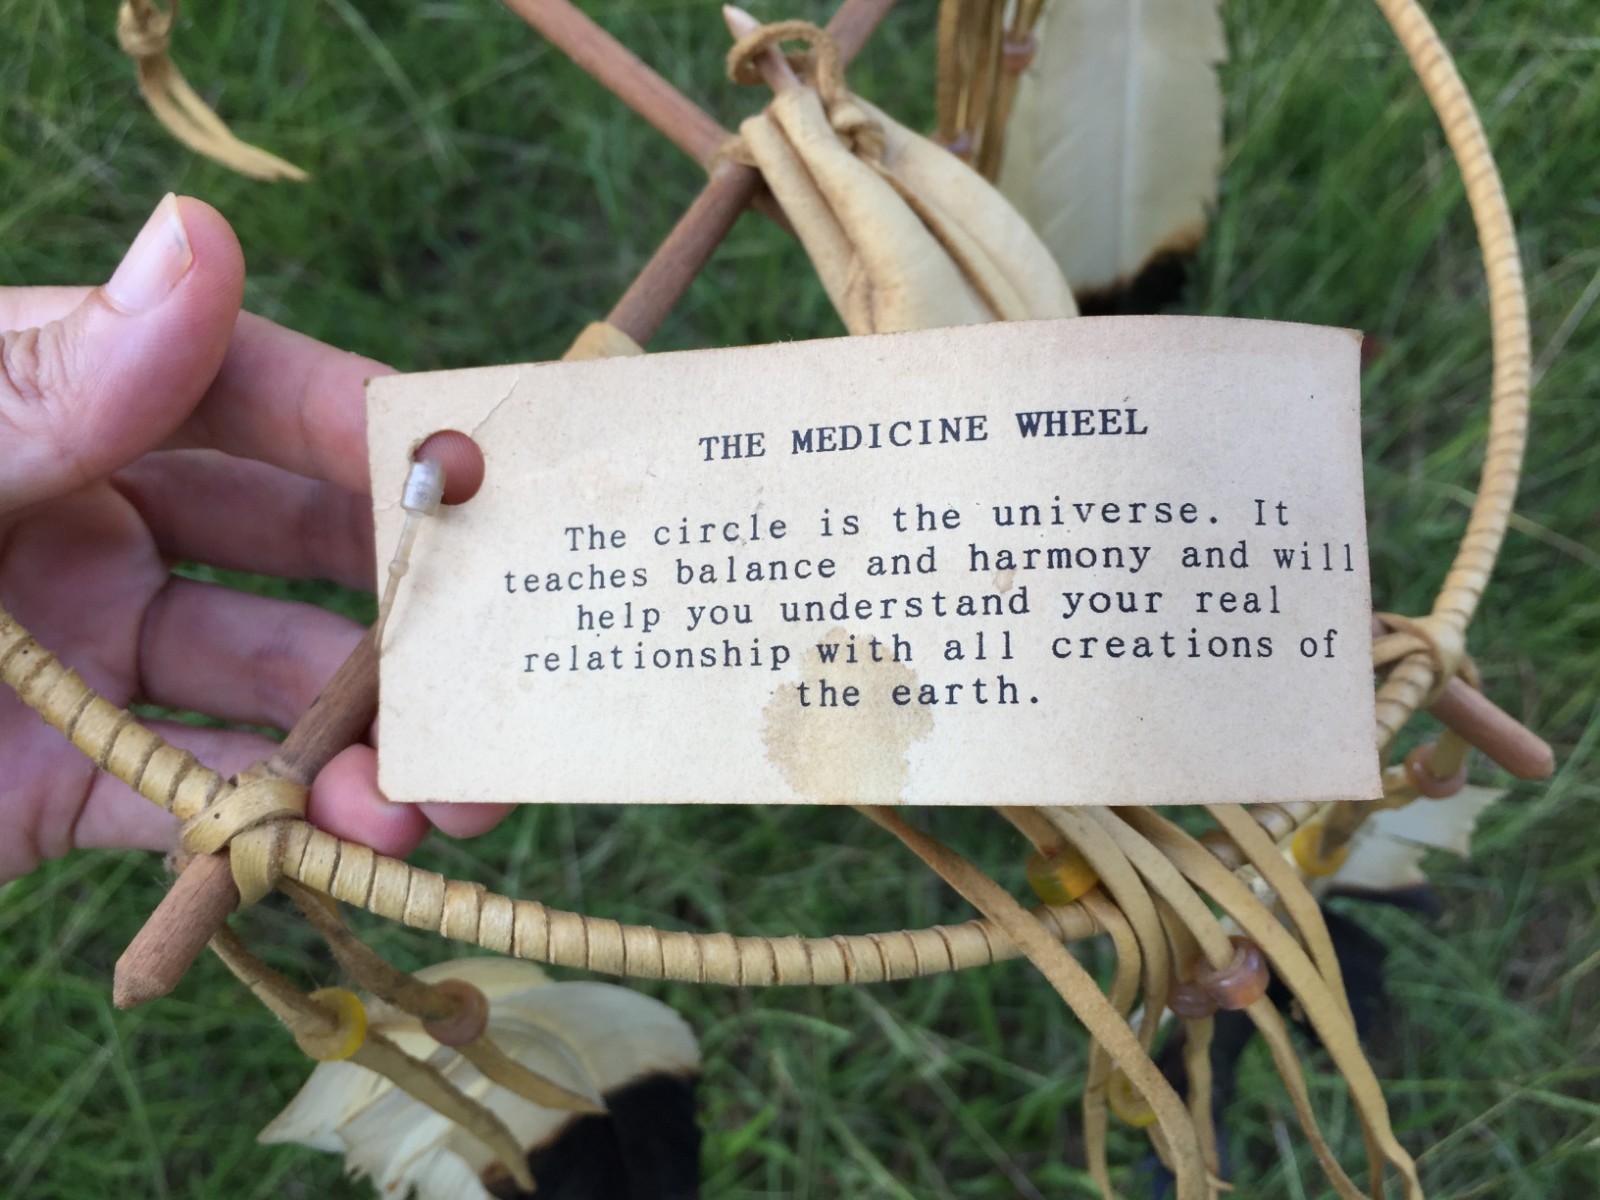 THE MEDICINE WHEEL
The circle is the universe. It
teaches balance and harmony and will
help you understand your real
relationship with all creations of
the earth.